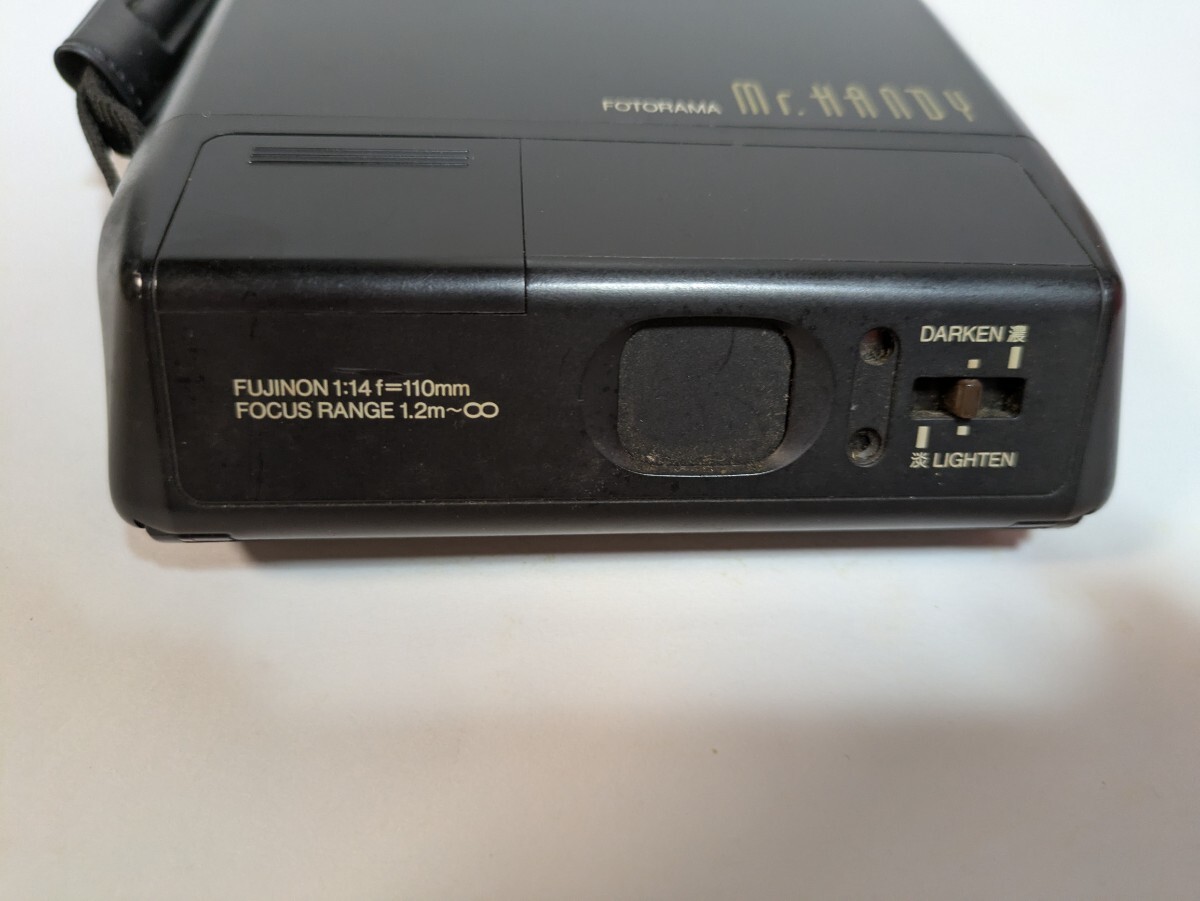 FOTORAMA Mr.HANDY
FUJINON 1:14 f=110mm
FOCUS RANGE 1.2m~∞
DARKEN 濃
淡 LIGHTEN